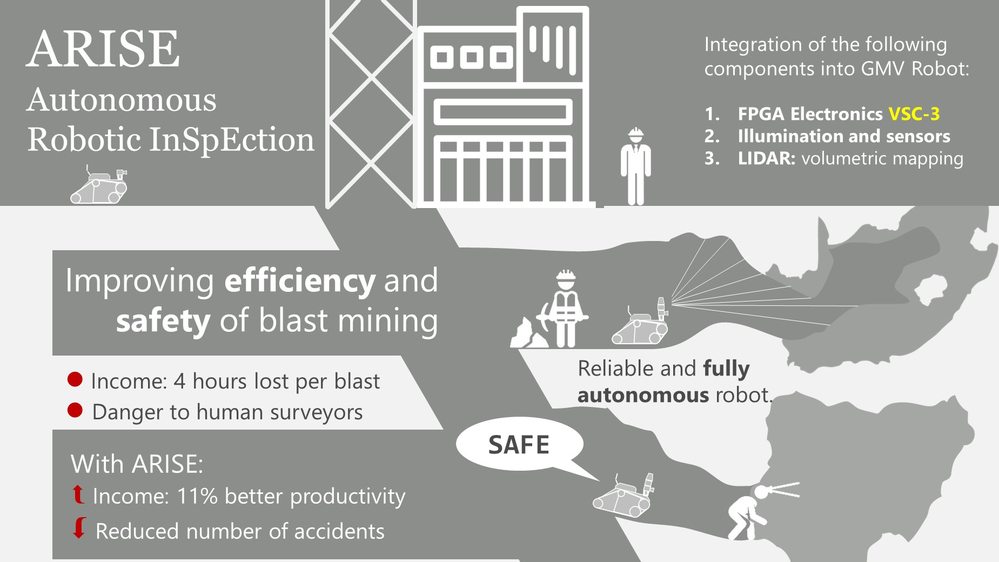 ARISE
Autonomous
Robotic InSpEction
Integration of the following
components into GMV Robot:
1. FPGA Electronics VSC-3
2. Illumination and sensors
3. LIDAR: volumetric mapping
Improving efficiency and
safety of blast mining
Income: 4 hours lost per blast
Danger to human surveyors
Reliable and fully
autonomous robot.
SAFE
With ARISE:
Income: 11% better productivity
Reduced number of accidents